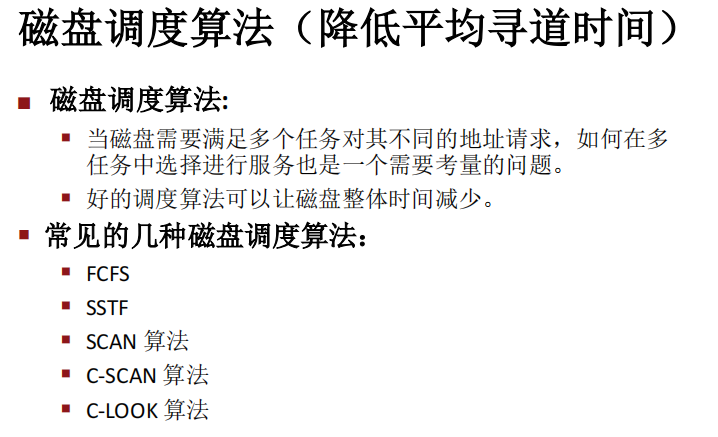 磁盘调度算法（降低平均寻道时间）
磁盘调度算法:
当磁盘需要满足多个任务对其不同的地址请求，如何在多
任务中选择进行服务也是一个需要考量的问题。
好的调度算法可以让磁盘整体时间减少。
常见的几种磁盘调度算法：
FCFS
SSTF
SCAN 算法
C-SCAN 算法
C-LOOK 算法